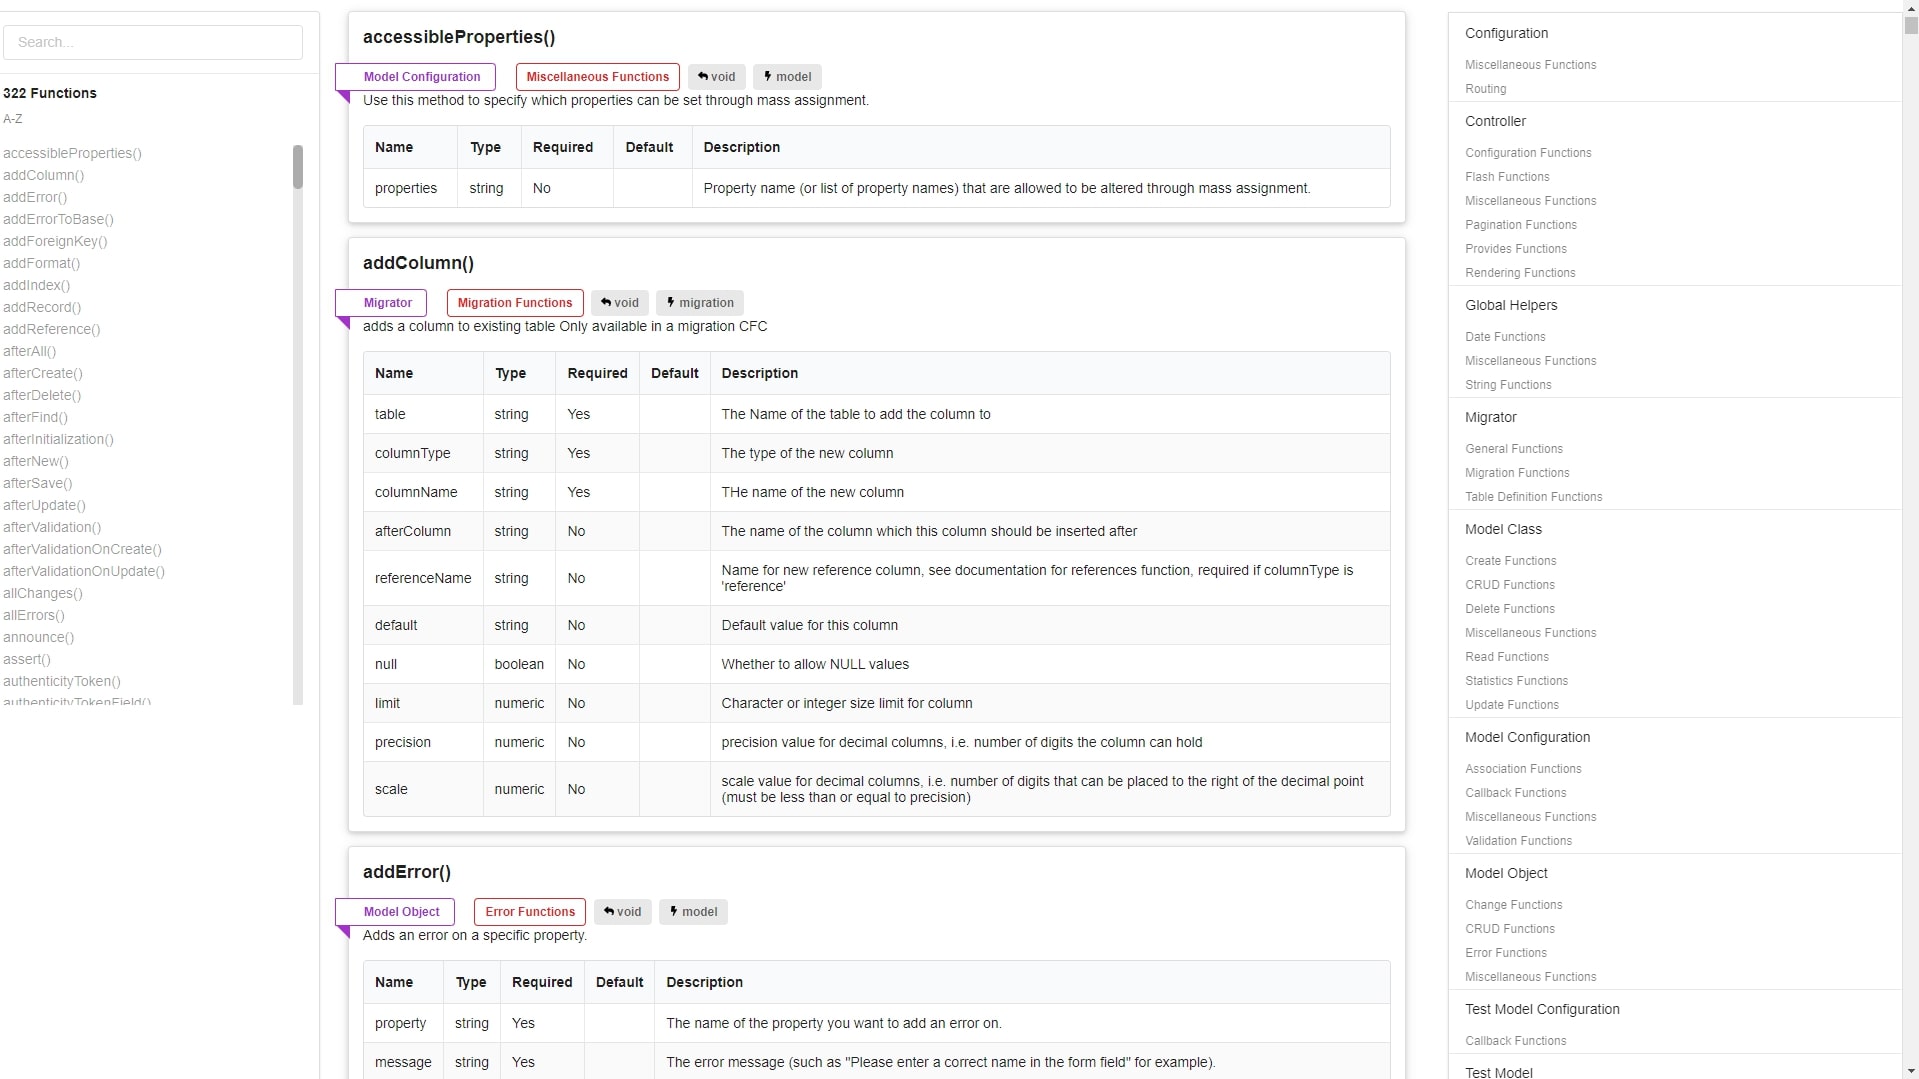 Search...
322 Functions
A-Z
accessibleProperties()
addColumn()
addError()
addErrorToBase()
addForeignKey()
addFormat()
addIndex()
addRecord()
addReference()
afterAll()
afterCreate()
afterDelete()
afterFind()
afterInitialization()
afterNew()
afterSave()
afterUpdate()
afterValidation()
afterValidationOnCreate()
afterValidationOnUpdate()
allChanges()
allErrors()
announce()
assert()
authenticityToken()
authenticityTokenField()
accessibleProperties()
Model Configuration Miscellaneous Functions void model
Use this method to specify which properties can be set through mass assignment.
Name Type Required Default Description
properties string No Property name (or list of property names) that are allowed to be altered through mass assignment.
addColumn()
Migrator Migration Functions void migration
adds a column to existing table Only available in a migration CFC
Name Type Required Default Description
table string Yes The Name of the table to add the column to
columnType string Yes The type of the new column
columnName string Yes THe name of the new column
afterColumn string No The name of the column which this column should be inserted after
referenceName string No Name for new reference column, see documentation for references function, required if columnType is
'reference'
default string No Default value for this column
null boolean No Whether to allow NULL values
limit numeric No Character or integer size limit for column
precision numeric No precision value for decimal columns, i.e. number of digits the column can hold
scale numeric No scale value for decimal columns, i.e. number of digits that can be placed to the right of the decimal point
(must be less than or equal to precision)
addError()
Model Object Error Functions void model
Adds an error on a specific property.
Name Type Required Default Description
property string Yes The name of the property you want to add an error on.
message string Yes The error message (such as "Please enter a correct name in the form field" for example).
Configuration
Miscellaneous Functions
Routing
Controller
Configuration Functions
Flash Functions
Miscellaneous Functions
Pagination Functions
Provides Functions
Rendering Functions
Global Helpers
Date Functions
Miscellaneous Functions
String Functions
Migrator
General Functions
Migration Functions
Table Definition Functions
Model Class
Create Functions
CRUD Functions
Delete Functions
Miscellaneous Functions
Read Functions
Statistics Functions
Update Functions
Model Configuration
Association Functions
Callback Functions
Miscellaneous Functions
Validation Functions
Model Object
Change Functions
CRUD Functions
Error Functions
Miscellaneous Functions
Test Model Configuration
Callback Functions
Test Model